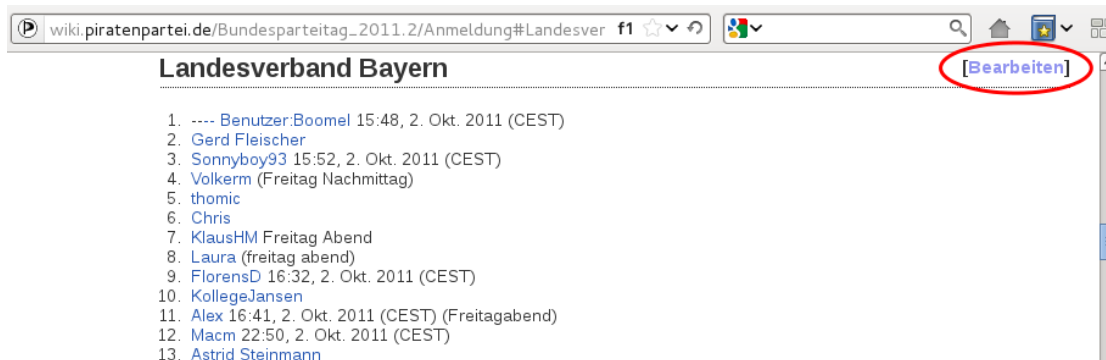 wiki.piratenpartei.de/Bundesparteitag_2011.2/Anmeldung#Landesver f1
Landesverband Bayern [Bearbeiten]
1. ---- Benutzer:Boomel 15:48, 2. Okt. 2011 (CEST)
2. Gerd Fleischer
3. Sonnyboy93 15:52, 2. Okt. 2011 (CEST)
4. Volkerm (Freitag Nachmittag)
5. thomic
6. Chris
7. KlausHM Freitag Abend
8. Laura (freitag abend)
9. FlorensD 16:32, 2. Okt. 2011 (CEST)
10. KollegeJansen
11. Alex 16:41, 2. Okt. 2011 (CEST) (Freitagabend)
12. Macm 22:50, 2. Okt. 2011 (CEST)
13. Astrid Steinmann